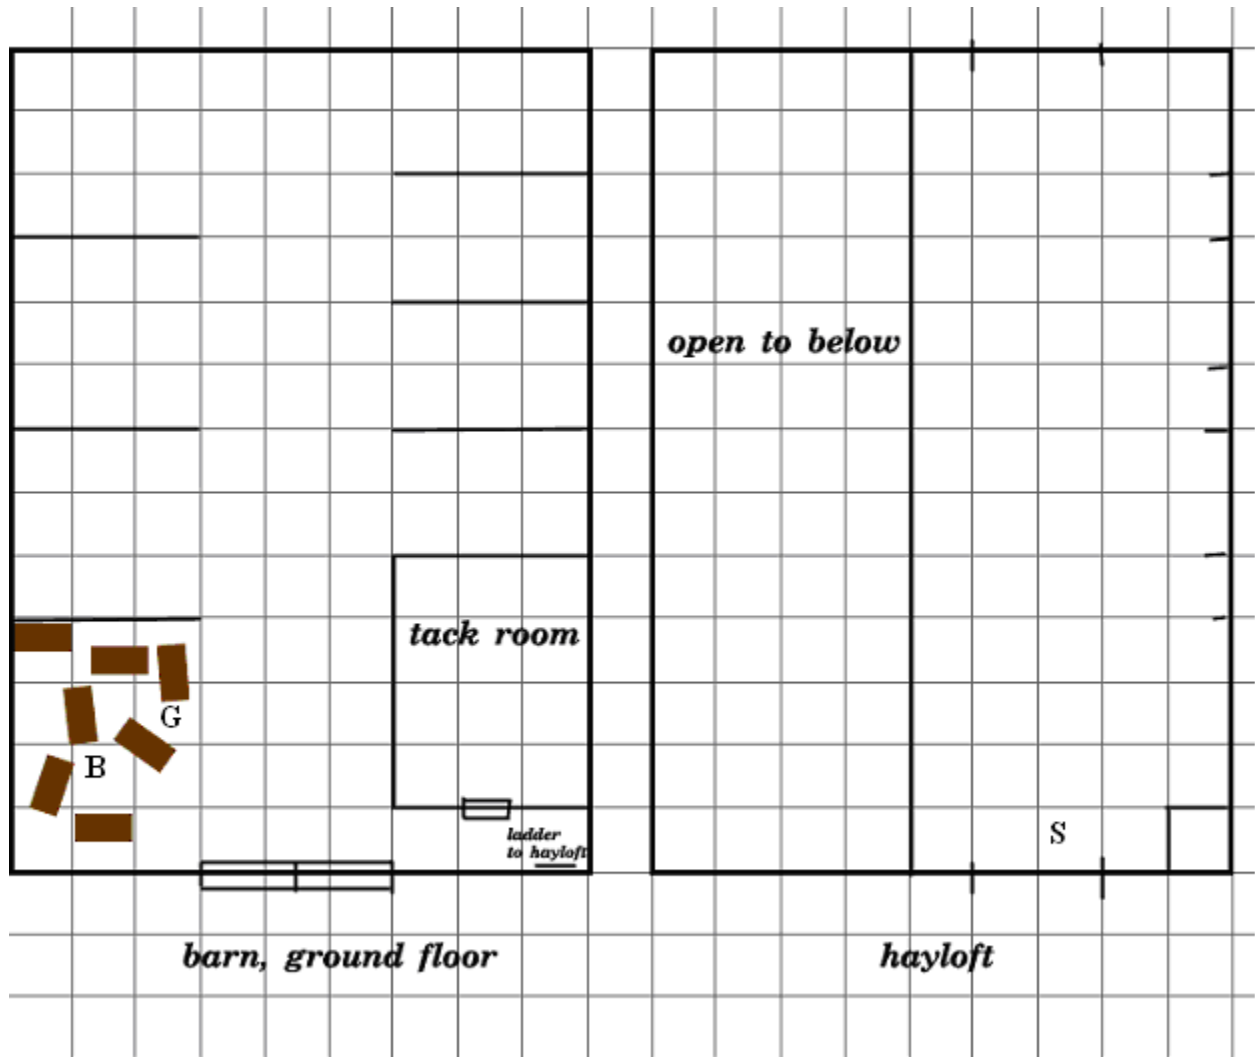 open to below
tack room
G
B
ladder
to hayloft
S
barn, ground floor
hayloft